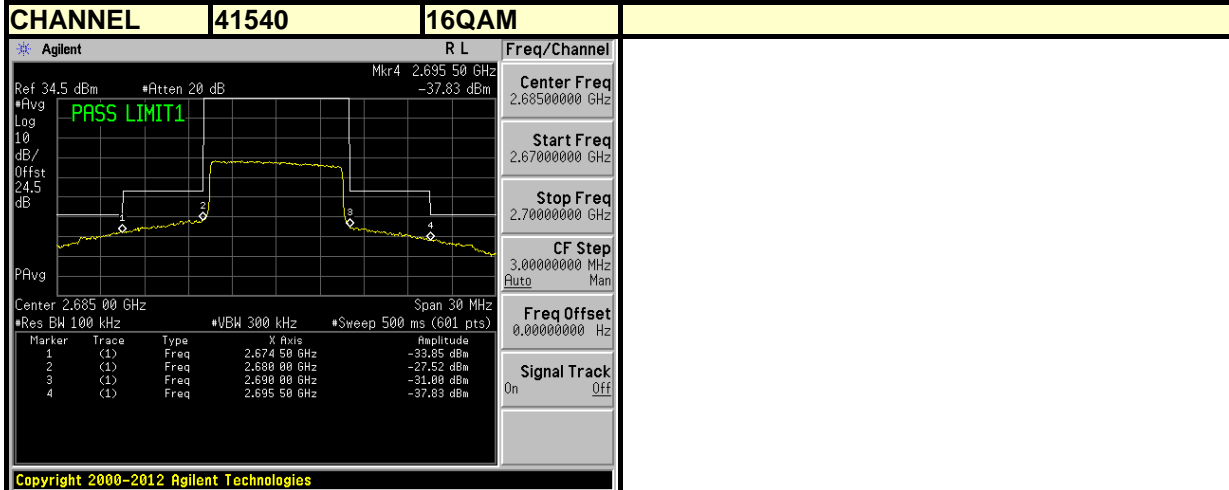 CHANNEL 41540 16QAM
Agilent R L Freq/Channel
Mkr4 2.695 50 GHz
Ref 34.5 dBm #Atten 20 dB -37.83 dBm
#Avg
Log
10
dB/
Offst
24.5
dB
PASS LIMIT1
1
2
3
4
PAvg
Center 2.685 00 GHz Span 30 MHz
#Res BW 100 kHz #VBW 300 kHz #Sweep 500 ms (601 pts)
Marker Trace Type X Axis Amplitude
1 (1) Freq 2.674 50 GHz -33.85 dBm
2 (1) Freq 2.680 00 GHz -27.52 dBm
3 (1) Freq 2.690 00 GHz -31.00 dBm
4 (1) Freq 2.695 50 GHz -37.83 dBm
Center Freq
2.68500000 GHz
Start Freq
2.67000000 GHz
Stop Freq
2.70000000 GHz
CF Step
3.00000000 MHz
Auto Man
Freq Offset
0.00000000 Hz
Signal Track
On Off
Copyright 2000-2012 Agilent Technologies